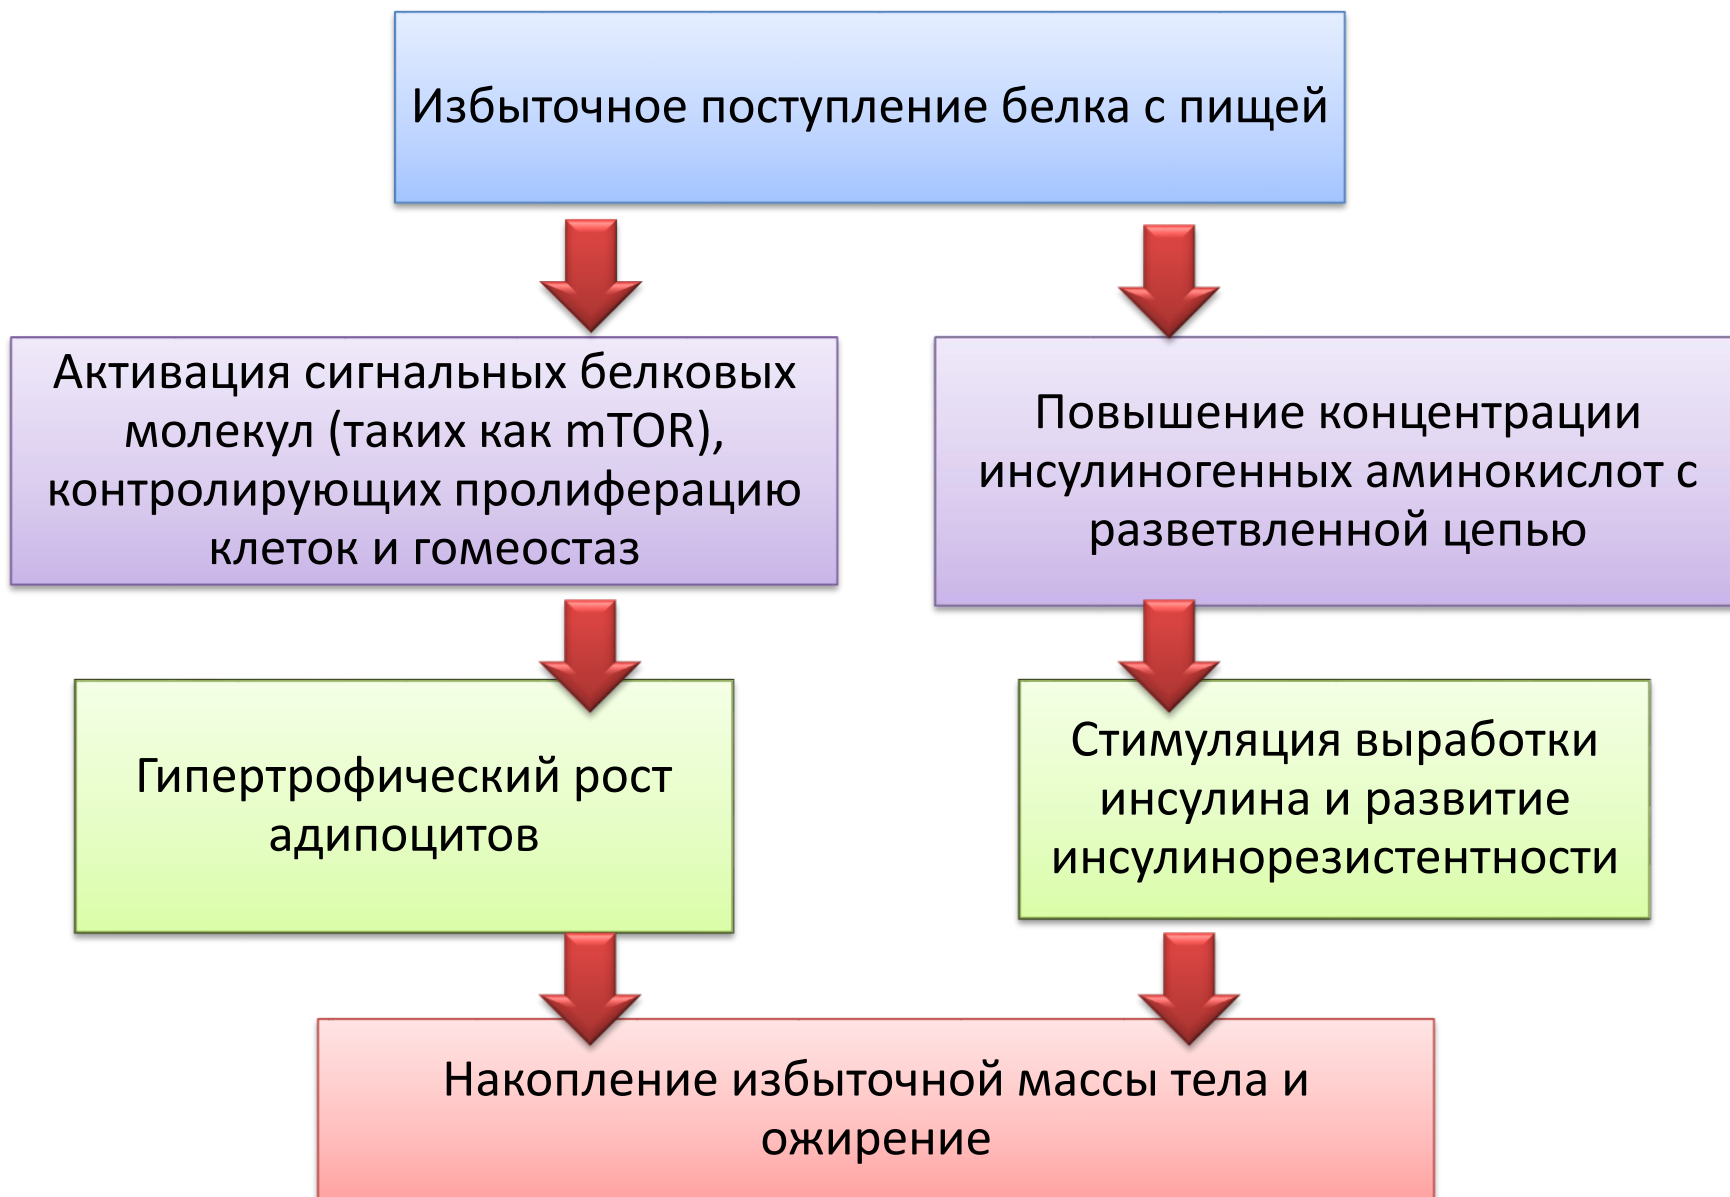 Избыточное поступление белка с пищей
Активация сигнальных белковых
молекул (таких как mTOR),
контролирующих пролиферацию
клеток и гомеостаз
Повышение концентрации
инсулиногенных аминокислот с
разветвленной цепью
Гипертрофический рост
адипоцитов
Стимуляция выработки
инсулина и развитие
инсулинорезистентности
Накопление избыточной массы тела и
ожирение